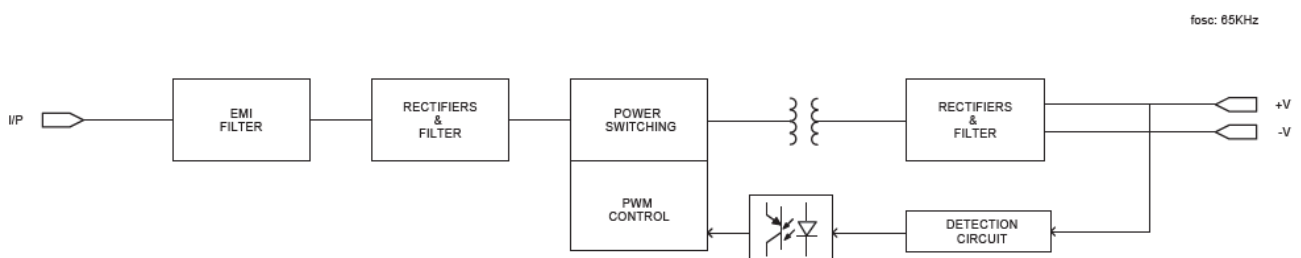 fosc: 65KHz
I/P
EMI
FILTER
RECTIFIERS
&
FILTER
POWER
SWITCHING
RECTIFIERS
&
FILTER
+V
-V
PWM
CONTROL
DETECTION
CIRCUIT